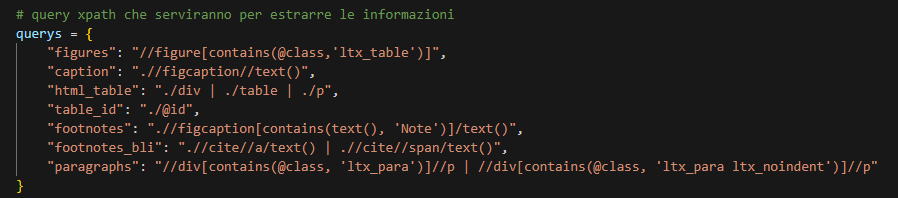 # query xpath che serviranno per estrarre le informazioni
querys = {
    "figures": "//figure[contains(@class,'ltx_table')]",
    "caption": ".//figcaption//text()",
    "html_table": "./div | ./table | ./p",
    "table_id": "./@id",
    "footnotes": ".//figcaption[contains(text(), 'Note')]/text()",
    "footnotes_bli": ".//cite//a/text() | .//cite//span/text()",
    "paragraphs": "//div[contains(@class, 'ltx_para')]//p | //div[contains(@class, 'ltx_para ltx_noindent')]//p"
}